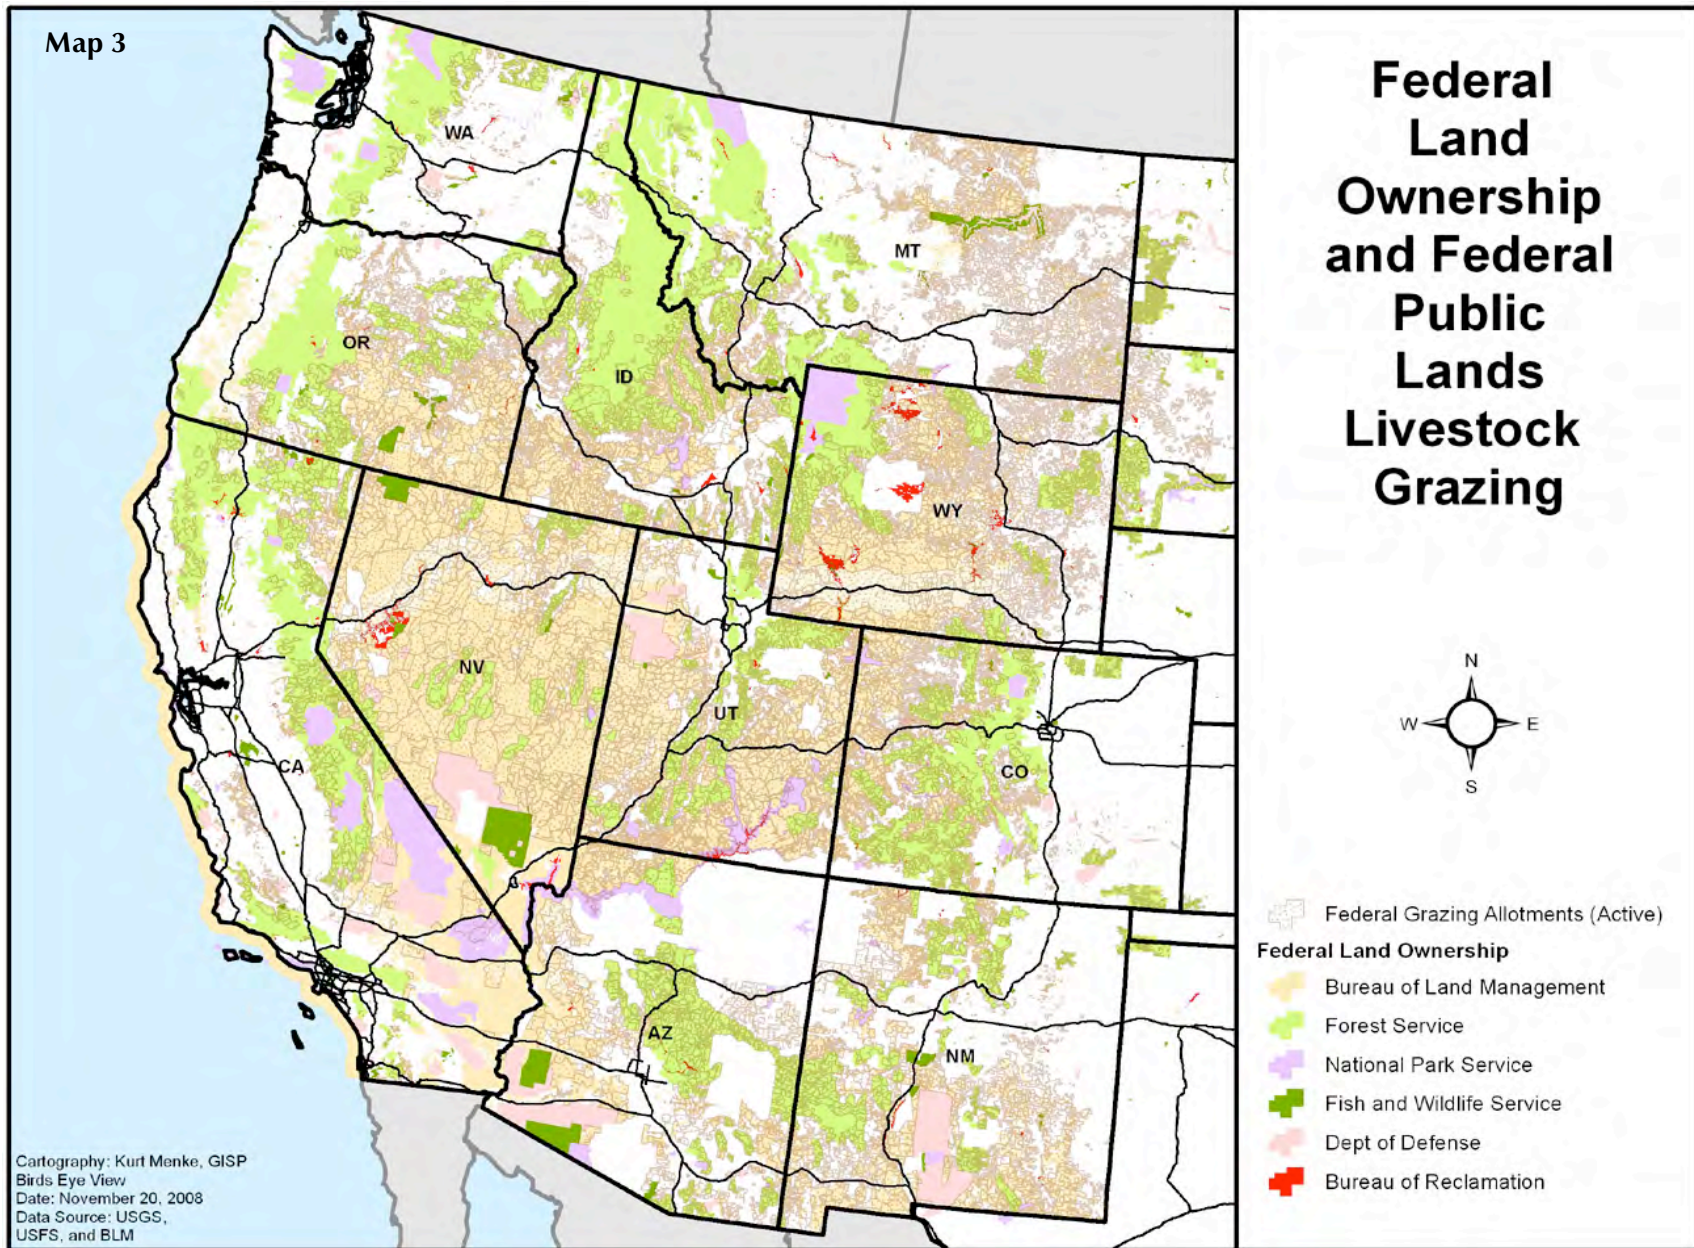 Map 3
Federal
Land
Ownership
and Federal
Public
Lands
Livestock
Grazing
WA
MT
OR
ID
WY
NV
UT
CA
CO
AZ
NM
N
W
E
S
Federal Grazing Allotments (Active)
Federal Land Ownership
Bureau of Land Management
Forest Service
National Park Service
Fish and Wildlife Service
Dept of Defense
Bureau of Reclamation
Cartography: Kurt Menke, GISP
Birds Eye View
Date: November 20, 2008
Data Source: USGS,
USFS, and BLM